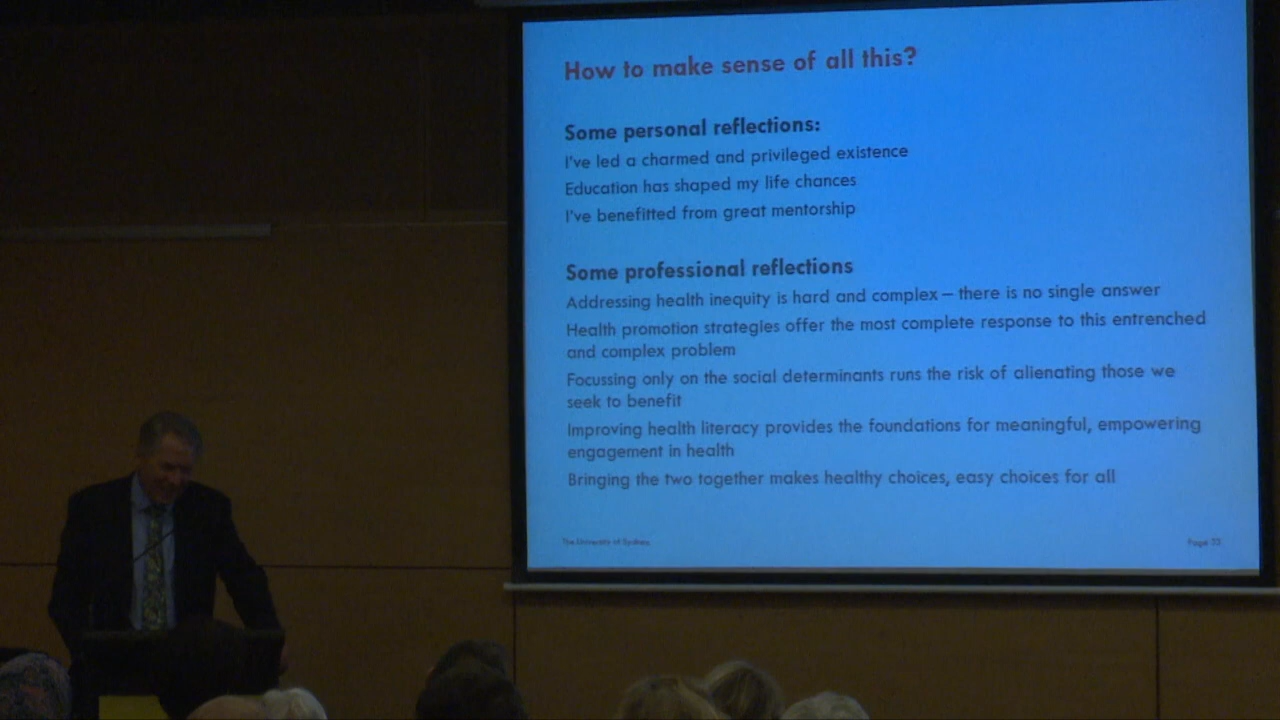 How to make sense of all this?
Some personal reflections:
I've led a charmed and privileged existence
Education has shaped my life chances
I've benefitted from great mentorship
Some professional reflections
Addressing health inequity is hard and complex – there is no single answer
Health promotion strategies offer the most complete response to this entrenched
and complex problem
Focussing only on the social determinants runs the risk of alienating those we
seek to benefit
Improving health literacy provides the foundations for meaningful, empowering
engagement in health
Bringing the two together makes healthy choices, easy choices for all
The University of Sydney
Page